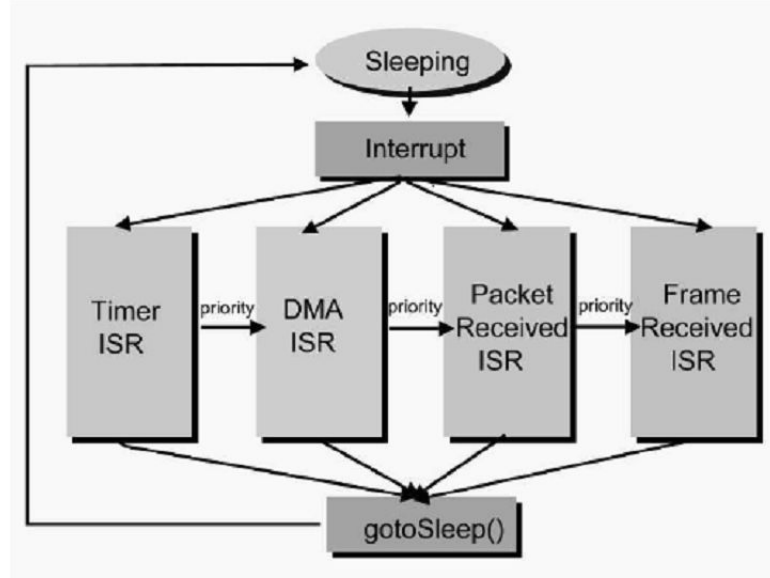 Sleeping
Interrupt
Timer
ISR
priority
DMA
ISR
priority
Packet
Received
ISR
priority
Frame
Received
ISR
gotoSleep()